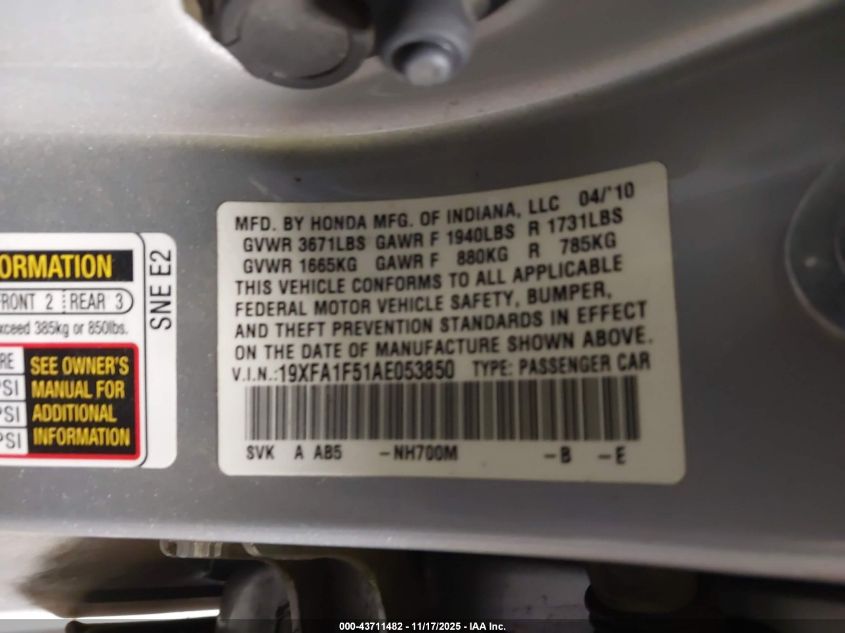 ORMATION
FRONT 2 REAR 3
xceed 385kg or 850lbs.
SEE OWNER'S
PSI MANUAL FOR
PSI ADDITIONAL
PSI INFORMATION
SNE E2
MFD. BY HONDA MFG. OF INDIANA, LLC 04/'10
GVWR 3671LBS GAWR F 1940LBS R 1731LBS
GVWR 1665KG GAWR F 880KG R 785KG
THIS VEHICLE CONFORMS TO ALL APPLICABLE
FEDERAL MOTOR VEHICLE SAFETY, BUMPER,
AND THEFT PREVENTION STANDARDS IN EFFECT
ON THE DATE OF MANUFACTURE SHOWN ABOVE.
V.I.N.:19XFA1F51AE053850 TYPE: PASSENGER CAR
SVK A AB5 -NH700M -B -E
000-43711482 - 11/17/2025 - IAA Inc.